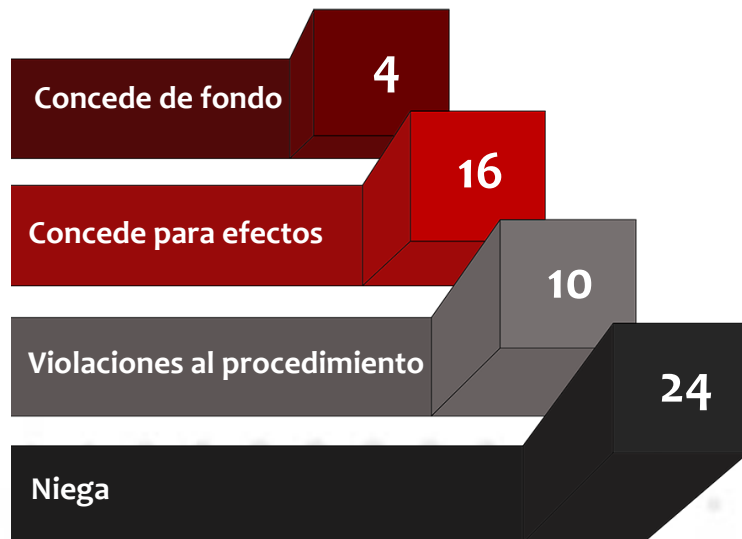 Concede de fondo 4
Concede para efectos 16
Violaciones al procedimiento 10
Niega 24